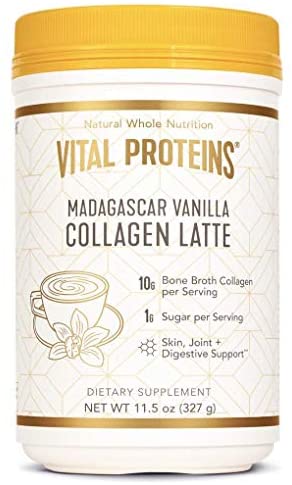 Natural Whole Nutrition
VITAL PROTEINS®
MADAGASCAR VANILLA
COLLAGEN LATTE
10G Bone Broth Collagen
per Serving
1G Sugar per Serving
Skin, Joint +
Digestive Support™
DIETARY SUPPLEMENT
NET WT 11.5 oz (327 g)